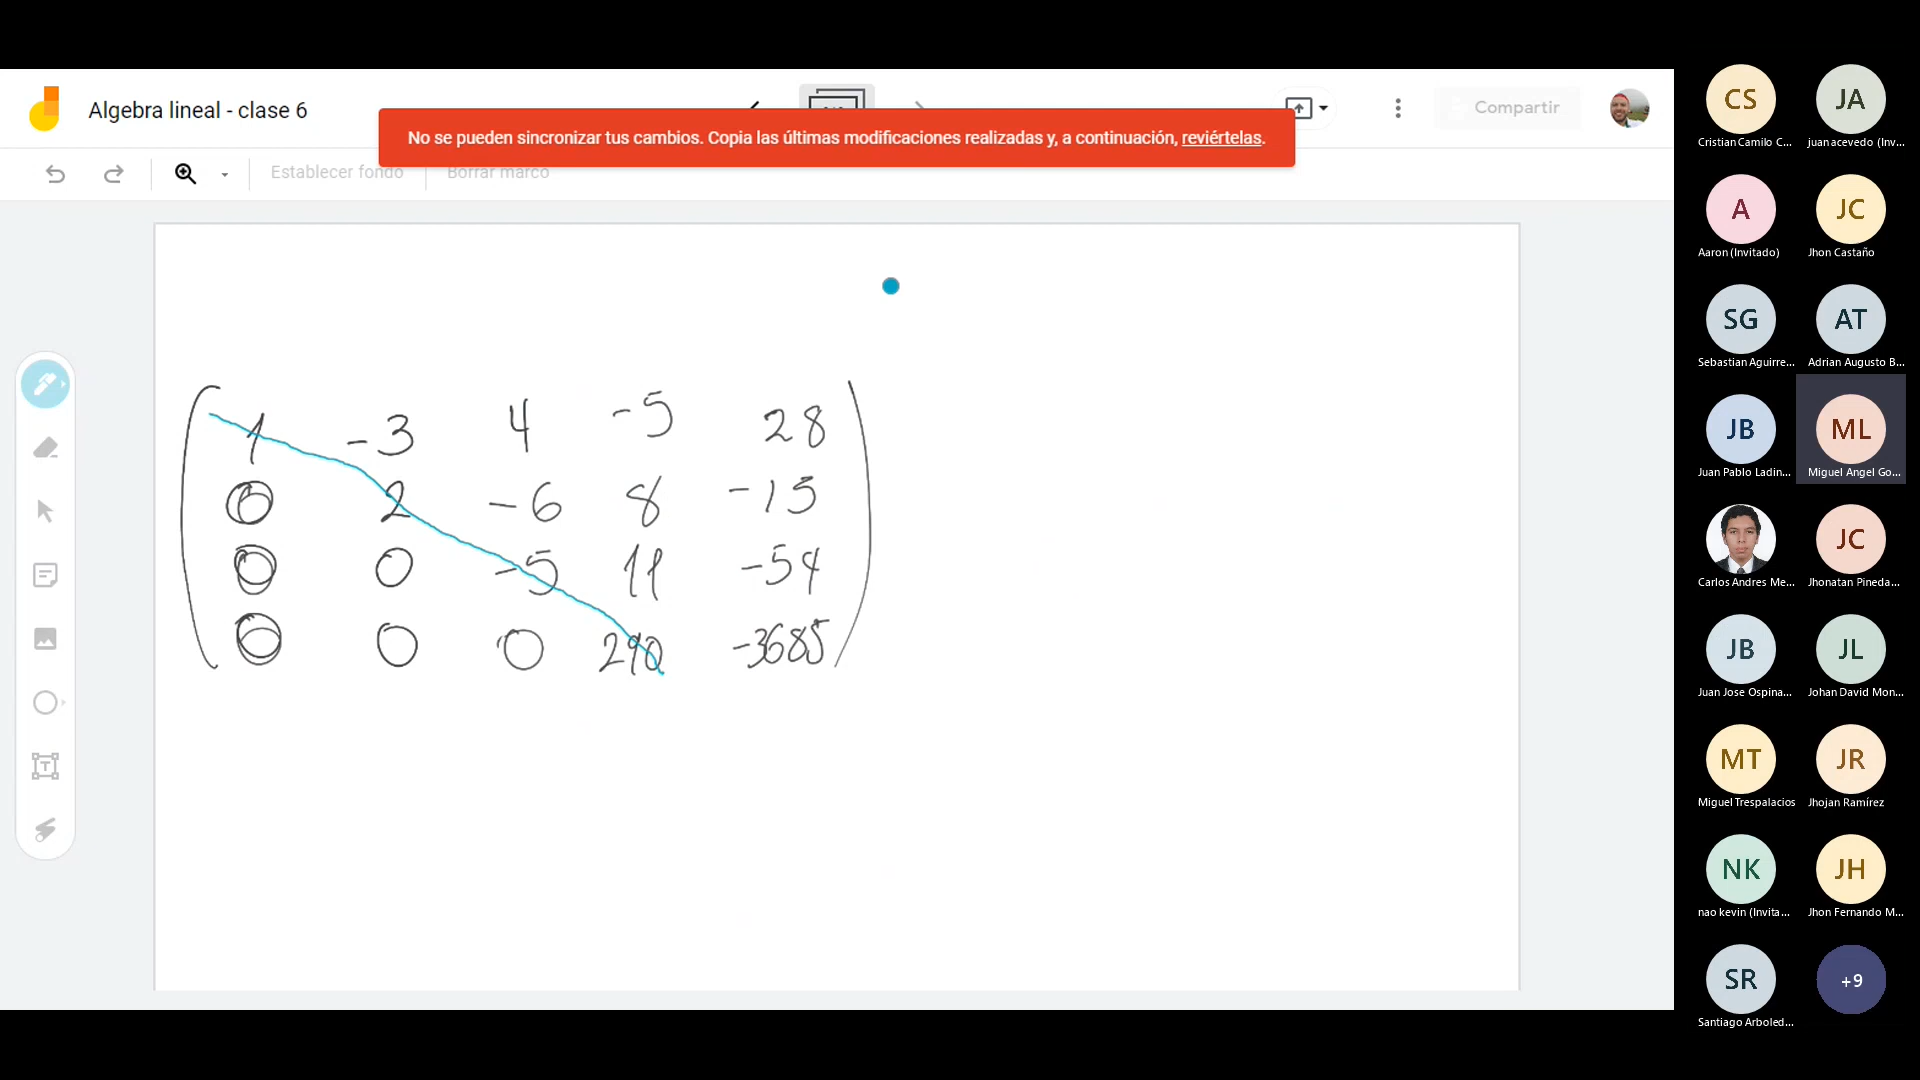 Algebra lineal - clase 6
Compartir
No se pueden sincronizar tus cambios. Copia las últimas modificaciones realizadas y, a continuación, reviértelas.
Establecer fondo
Borrar marco
1 -3 4 -5 28
0 2 -6 8 -15
0 0 -5 11 -54
0 0 0 290 -3685
CS JA
Cristian Camilo C... juan acevedo (Inv...
A JC
Aaron (Invitado) Jhon Castaño
SG AT
Sebastian Aguirre... Adrian Augusto B...
JB ML
Juan Pablo Ladin... Miguel Angel Go...
JC
Carlos Andres Me... Jhonatan Pineda...
JB JL
Juan Jose Ospina... Johan David Mon...
MT JR
Miguel Trespalacios Jhojan Ramírez
NK JH
nao kevin (Invita... Jhon Fernando M...
SR +9
Santiago Arboled...